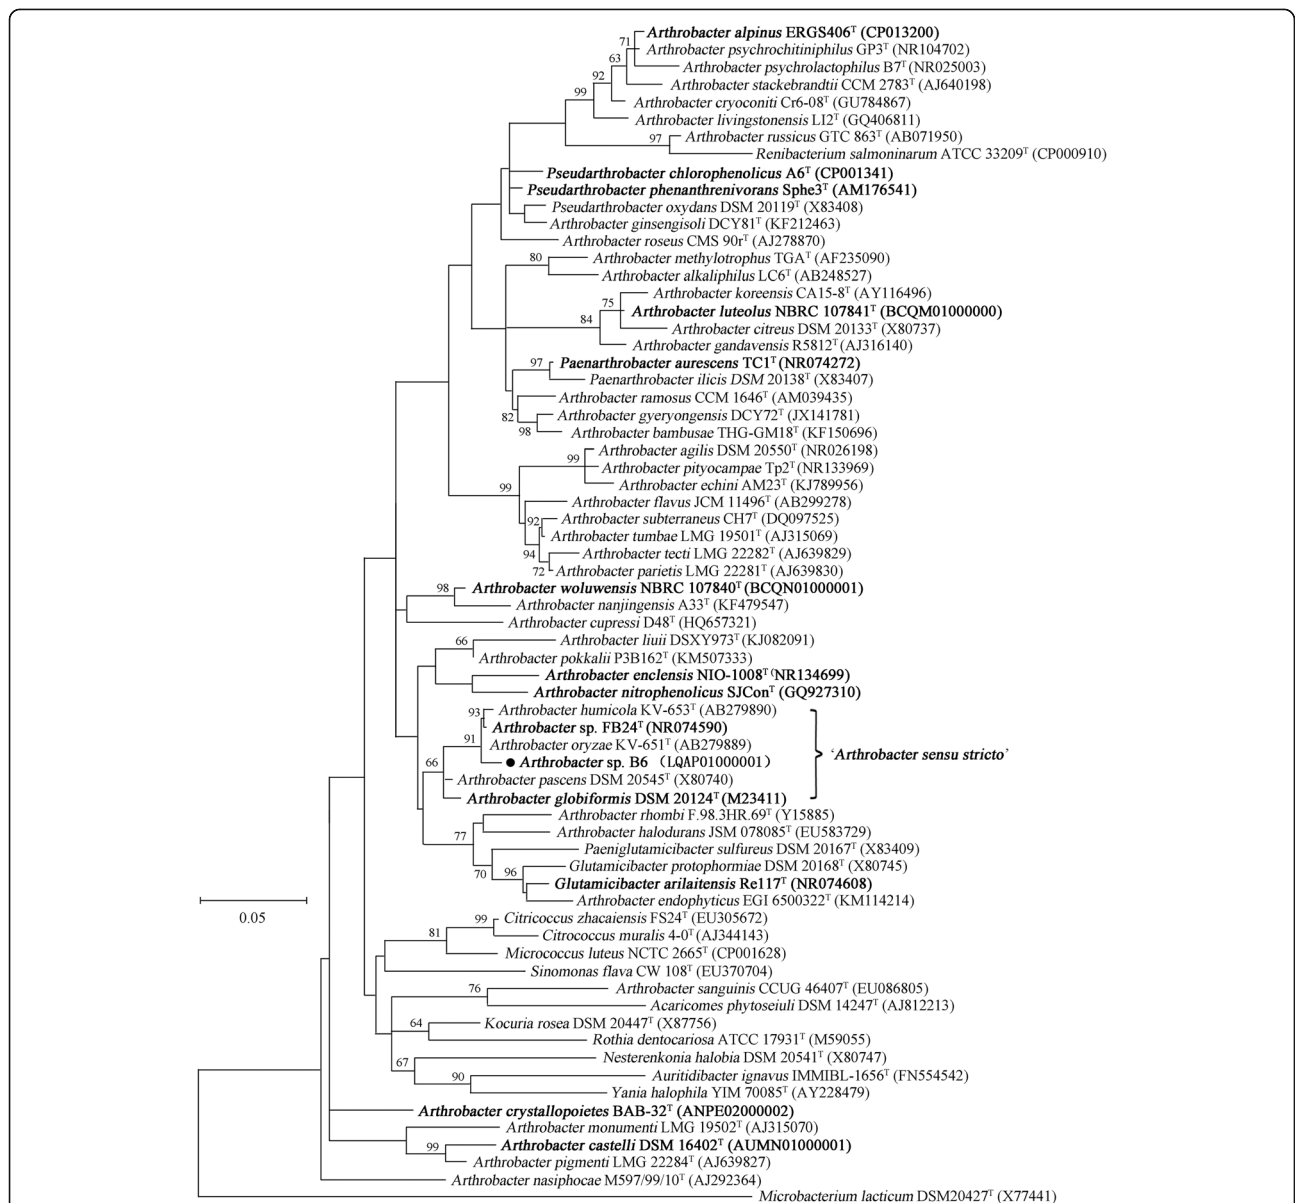 Arthrobacter alpinus ERGS406ᵀ (CP013200)
71
Arthrobacter psychrochitiniphilus GP3ᵀ (NR104702)
63
Arthrobacter psychrolactophilus B7ᵀ (NR025003)
92
Arthrobacter stackebrandtii CCM 2783ᵀ (AJ640198)
99
Arthrobacter cryoconiti Cr6-08ᵀ (GU784867)
Arthrobacter livingstonensis LI2ᵀ (GQ406811)
97
Arthrobacter russicus GTC 863ᵀ (AB071950)
Renibacterium salmoninarum ATCC 33209ᵀ (CP000910)
Pseudarthrobacter chlorophenolicus A6ᵀ (CP001341)
Pseudarthrobacter phenanthrenivorans Sphe3ᵀ (AM176541)
Pseudarthrobacter oxydans DSM 20119ᵀ (X83408)
Arthrobacter ginsengisoli DCY81ᵀ (KF212463)
Arthrobacter roseus CMS 90rᵀ (AJ278870)
80
Arthrobacter methylotrophus TGAᵀ (AF235090)
Arthrobacter alkaliphilus LC6ᵀ (AB248527)
Arthrobacter koreensis CA15-8ᵀ (AY116496)
75
Arthrobacter luteolus NBRC 107841ᵀ (BCQM01000000)
84
Arthrobacter citreus DSM 20133ᵀ (X80737)
Arthrobacter gandavensis R5812ᵀ (AJ316140)
97
Paenarthrobacter aurescens TC1ᵀ (NR074272)
Paenarthrobacter ilicis DSM 20138ᵀ (X83407)
Arthrobacter ramosus CCM 1646ᵀ (AM039435)
82
Arthrobacter gyeryongensis DCY72ᵀ (JX141781)
98
Arthrobacter bambusae THG-GM18ᵀ (KF150696)
Arthrobacter agilis DSM 20550ᵀ (NR026198)
99
Arthrobacter pityocampae Tp2ᵀ (NR133969)
99
Arthrobacter echini AM23ᵀ (KJ789956)
Arthrobacter flavus JCM 11496ᵀ (AB299278)
92
Arthrobacter subterraneus CH7ᵀ (DQ097525)
Arthrobacter tumbae LMG 19501ᵀ (AJ315069)
94
Arthrobacter tecti LMG 22282ᵀ (AJ639829)
72
Arthrobacter parietis LMG 22281ᵀ (AJ639830)
98
Arthrobacter woluwensis NBRC 107840ᵀ (BCQN01000001)
Arthrobacter nanjingensis A33ᵀ (KF479547)
Arthrobacter cupressi D48ᵀ (HQ657321)
66
Arthrobacter liuii DSXY973ᵀ (KJ082091)
Arthrobacter pokkalii P3B162ᵀ (KM507333)
Arthrobacter enclensis NIO-1008ᵀ (NR134699)
Arthrobacter nitrophenolicus SJConᵀ (GQ927310)
93
Arthrobacter humicola KV-653ᵀ (AB279890)
Arthrobacter sp. FB24ᵀ (NR074590)
91
Arthrobacter oryzae KV-651ᵀ (AB279889)
'Arthrobacter sensu stricto'
66
● Arthrobacter sp. B6 (LQAP01000001)
Arthrobacter pascens DSM 20545ᵀ (X80740)
Arthrobacter globiformis DSM 20124ᵀ (M23411)
Arthrobacter rhombi F.98.3HR.69ᵀ (Y15885)
77
Arthrobacter halodurans JSM 078085ᵀ (EU583729)
Paeniglutamicibacter sulfureus DSM 20167ᵀ (X83409)
70
96
Glutamicibacter protophormiae DSM 20168ᵀ (X80745)
Glutamicibacter arilaitensis Re117ᵀ (NR074608)
Arthrobacter endophyticus EGI 6500322ᵀ (KM114214)
0.05
99
Citricoccus zhacaiensis FS24ᵀ (EU305672)
81
Citrococcus muralis 4-0ᵀ (AJ344143)
Micrococcus luteus NCTC 2665ᵀ (CP001628)
Sinomonas flava CW 108ᵀ (EU370704)
76
Arthrobacter sanguinis CCUG 46407ᵀ (EU086805)
Acaricomes phytoseiuli DSM 14247ᵀ (AJ812213)
64
Kocuria rosea DSM 20447ᵀ (X87756)
Rothia dentocariosa ATCC 17931ᵀ (M59055)
67
Nesterenkonia halobia DSM 20541ᵀ (X80747)
90
Auritidibacter ignavus IMMIBL-1656ᵀ (FN554542)
Yania halophila YIM 70085ᵀ (AY228479)
Arthrobacter crystallopoietes BAB-32ᵀ (ANPE02000002)
Arthrobacter monumenti LMG 19502ᵀ (AJ315070)
99
Arthrobacter castelli DSM 16402ᵀ (AUMN01000001)
Arthrobacter pigmenti LMG 22284ᵀ (AJ639827)
Arthrobacter nasiphocae M597/99/10ᵀ (AJ292364)
Microbacterium lacticum DSM20427ᵀ (X77441)